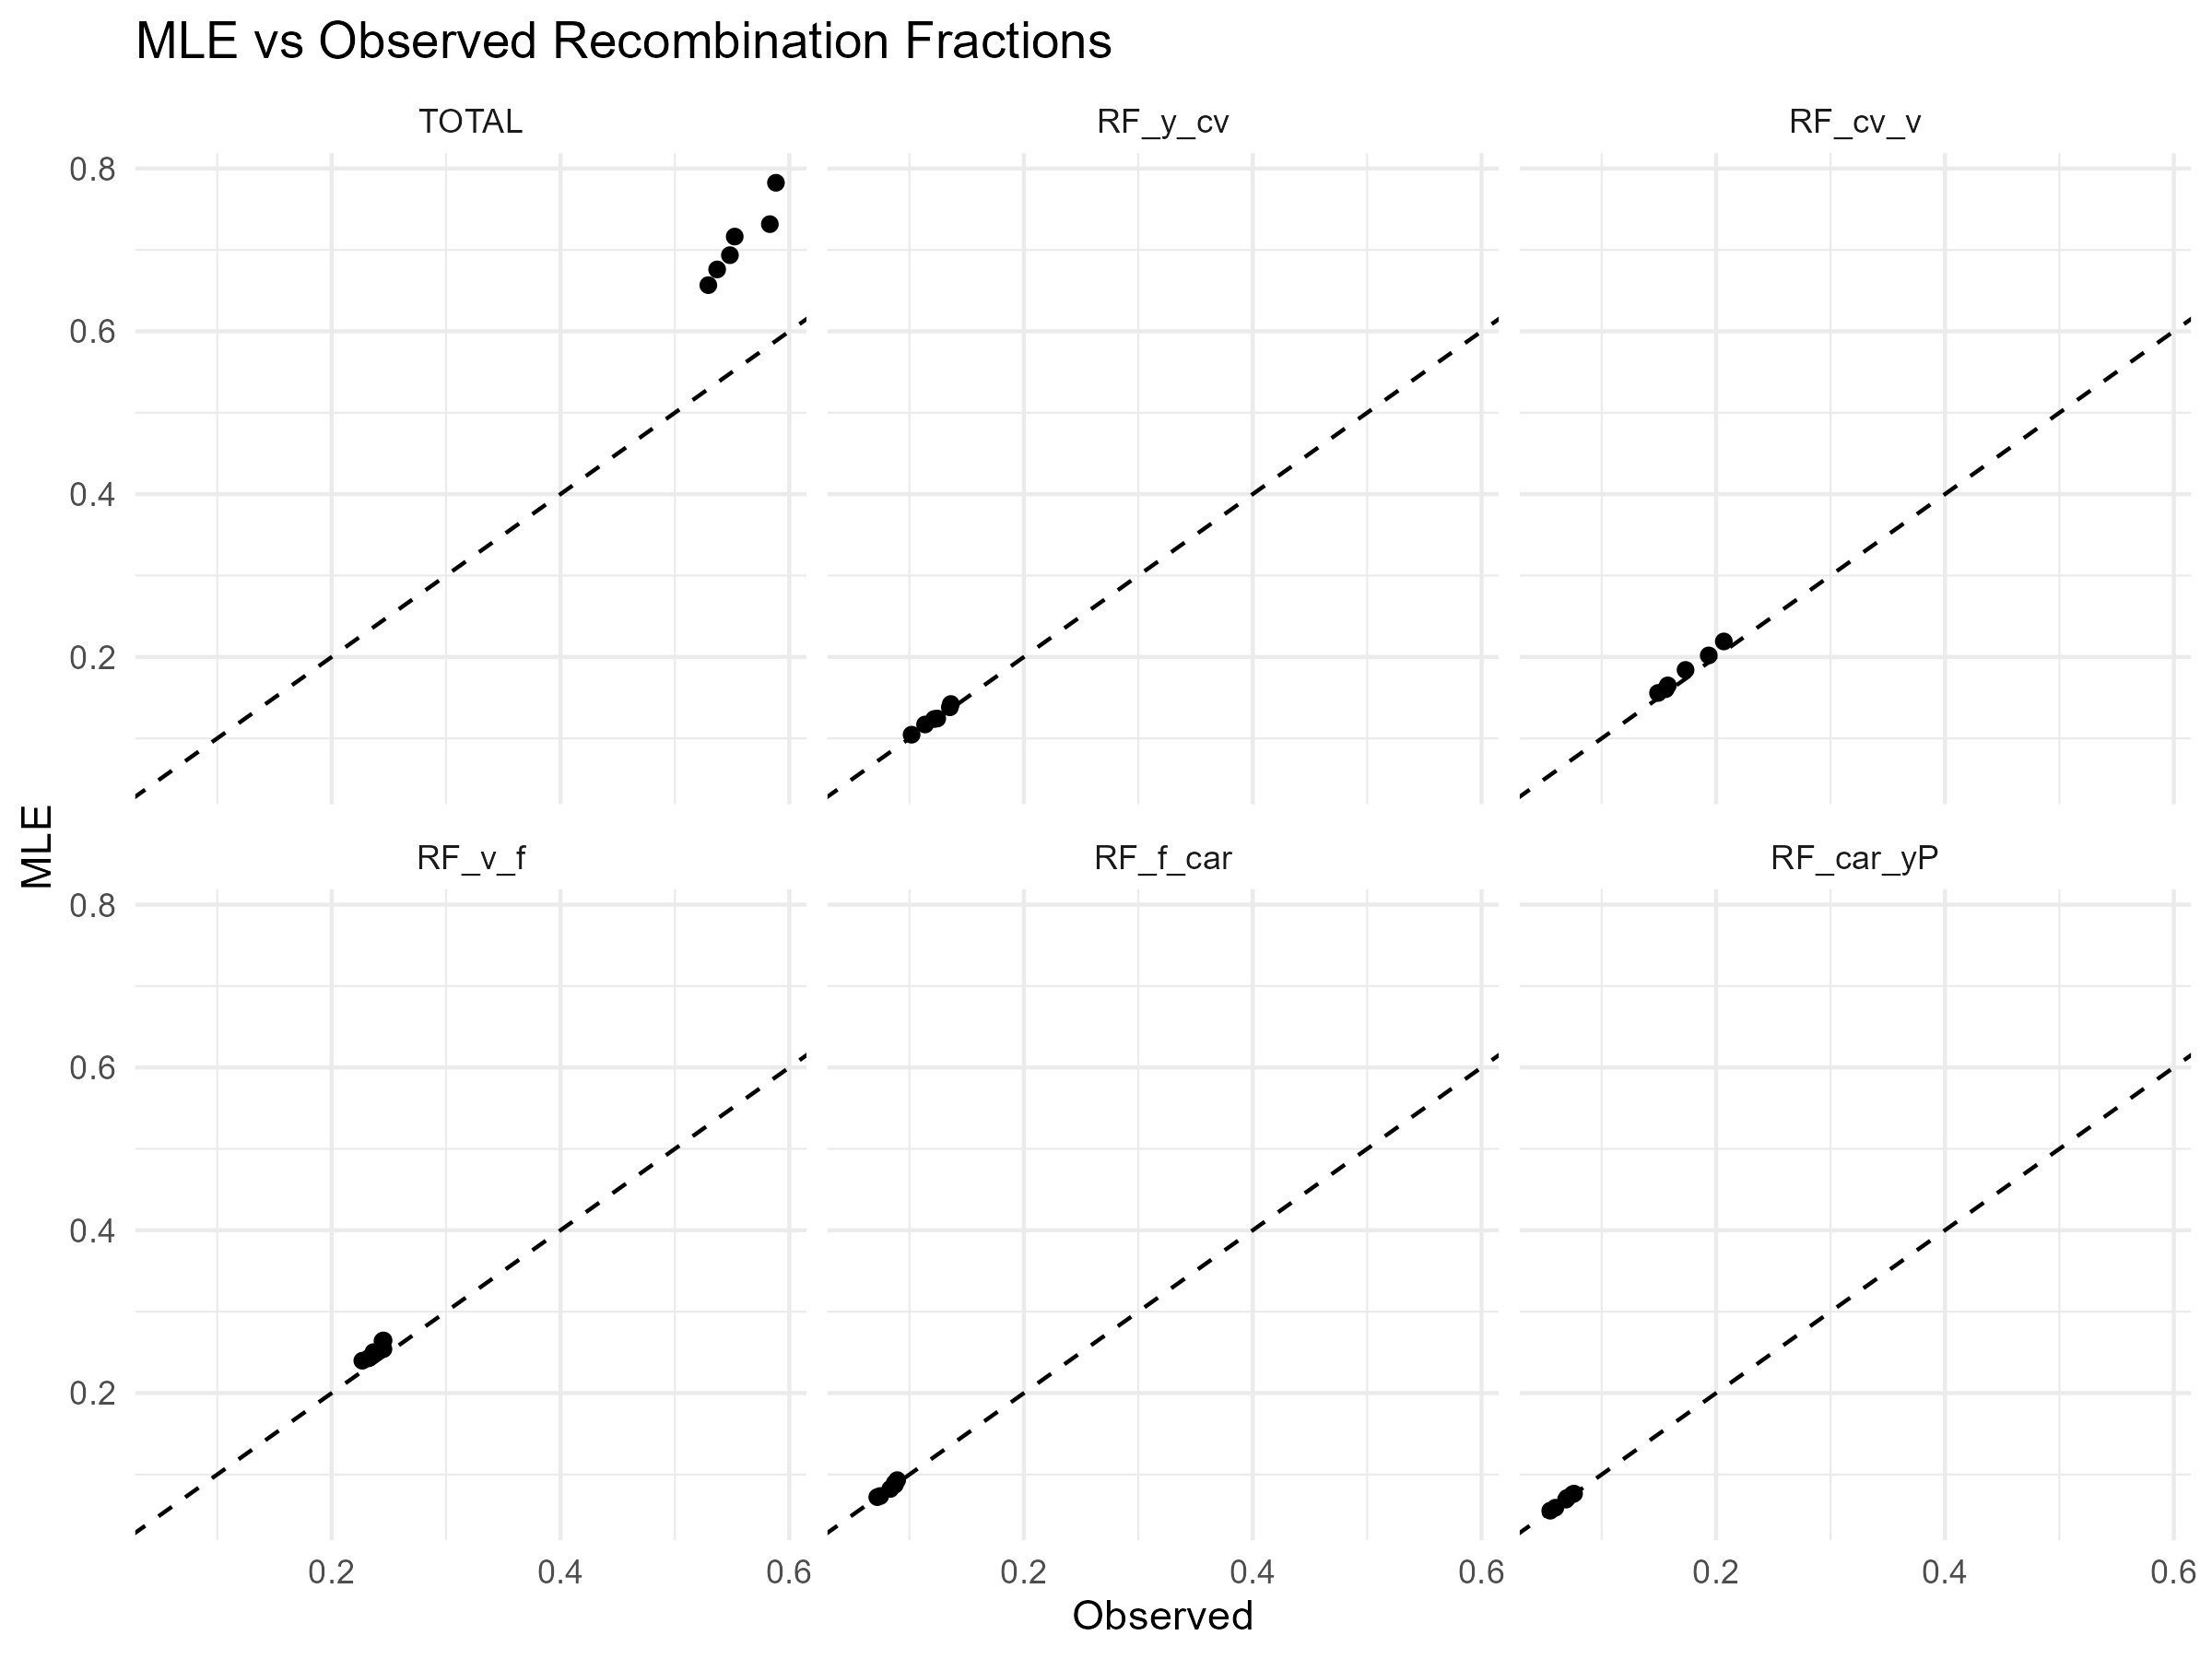 MLE vs Observed Recombination Fractions
TOTAL
RF_y_cv
RF_cv_v
0.8
0.6
0.4
0.2
MLE
RF_v_f
RF_f_car
RF_car_yP
0.8
0.6
0.4
0.2
0.2 0.4 0.6 0.2 0.4 0.6 0.2 0.4 0.6
Observed